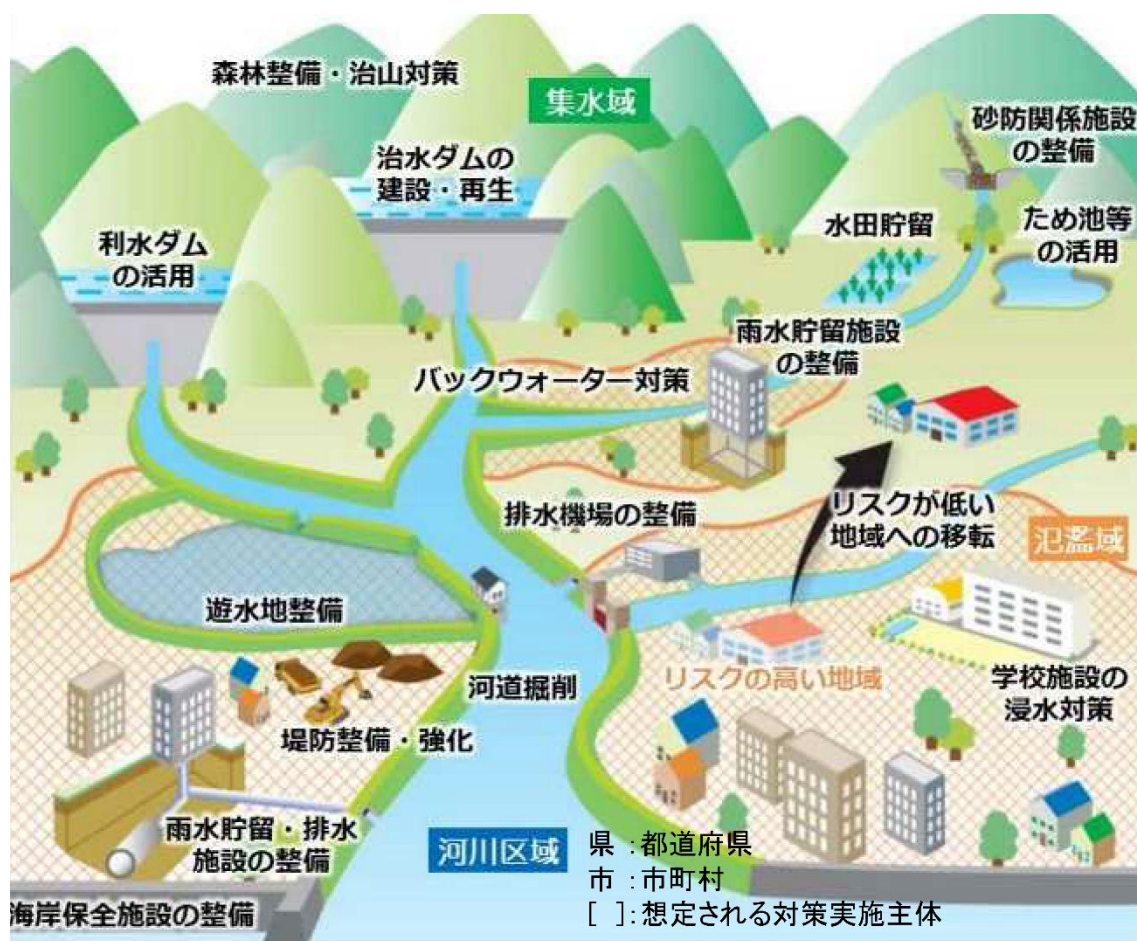 森林整備・治山対策
集水域
砂防関係施設
の整備
治水ダムの
建設・再生
水田貯留
ため池等
の活用
利水ダム
の活用
雨水貯留施設
の整備
バックウォーター対策
排水機場の整備
リスクが低い
地域への移転
氾濫域
遊水地整備
リスクの高い地域
河道掘削
学校施設の
浸水対策
堤防整備・強化
雨水貯留・排水
施設の整備
河川区域
県 :都道府県
市 :市町村
[ ]:想定される対策実施主体
海岸保全施設の整備